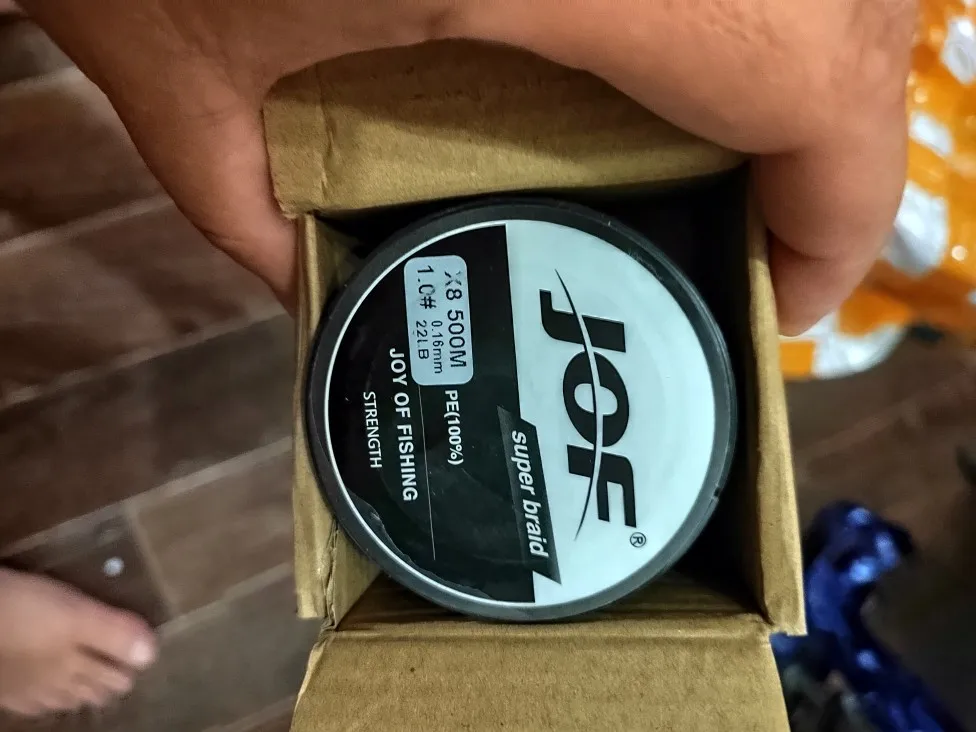 JOF®
super braid
X8 500M
1.0# 0.16mm
22LB
PE(100%)
JOY OF FISHING
STRENGTH